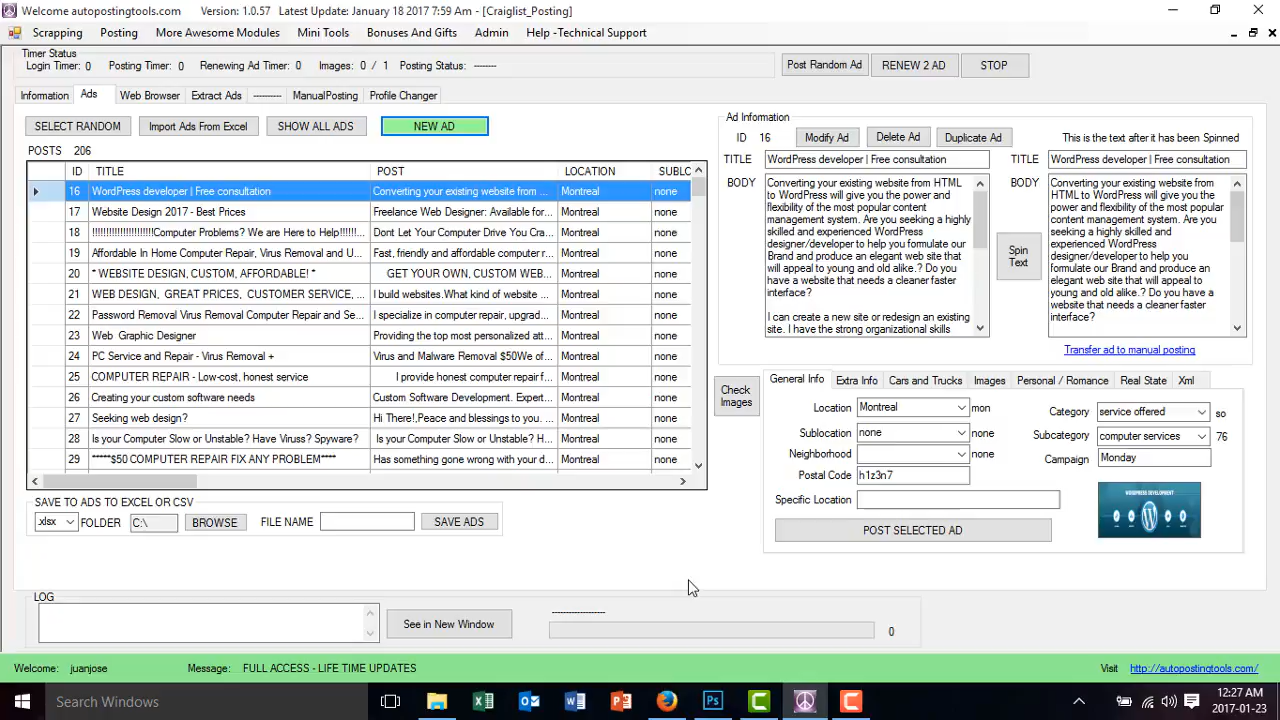 Welcome autopostingtools.com  Version: 1.0.57  Latest Update: January 18 2017 7:59 Am - [Craiglist_Posting]
Scrapping Posting More Awesome Modules Mini Tools Bonuses And Gifts Admin Help -Technical Support
Timer Status
Login Timer: 0 Posting Timer: 0 Renewing Ad Timer: 0 Images: 0 / 1 Posting Status: -------- Post Random Ad RENEW 2 AD STOP
Information Ads Web Browser Extract Ads ---------- ManualPosting Profile Changer
SELECT RANDOM Import Ads From Excel SHOW ALL ADS NEW AD
POSTS 206
ID TITLE POST LOCATION SUBLC
16 WordPress developer | Free consultation Converting your existing website from ... Montreal none
17 Website Design 2017 - Best Prices Freelance Web Designer: Available for... Montreal none
18 !!!!!!!!!!!!!!!!!!!!!Computer Problems? We are Here to Help!!!!!!... Dont Let Your Computer Drive You Cra... Montreal none
19 Affordable In Home Computer Repair, Virus Removal and U... Fast, friendly and affordable computer r... Montreal none
20 * WEBSITE DESIGN, CUSTOM, AFFORDABLE! * GET YOUR OWN, CUSTOM WEB... Montreal none
21 WEB DESIGN, GREAT PRICES, CUSTOMER SERVICE, ... I build websites.What kind of website ... Montreal none
22 Password Removal Virus Removal Computer Repair and Se... I specialize in computer repair, upgrad... Montreal none
23 Web Graphic Designer Providing the top most personalized att... Montreal none
24 PC Service and Repair - Virus Removal + Virus and Malware Removal $50We of... Montreal none
25 COMPUTER REPAIR - Low-cost, honest service I provide honest computer repair f... Montreal none
26 Creating your custom software needs Custom Software Development. Expert... Montreal none
27 Seeking web design? Hi There!,Peace and blessings to you. ... Montreal none
28 Is your Computer Slow or Unstable? Have Viruss? Spyware? Is your Computer Slow or Unstable? H... Montreal none
29 *****$50 COMPUTER REPAIR FIX ANY PROBLEM**** Has something gone wrong with your d... Montreal none
SAVE TO ADS TO EXCEL OR CSV
.xlsx FOLDER C:\ BROWSE FILE NAME SAVE ADS
Ad Information
ID 16 Modify Ad Delete Ad Duplicate Ad This is the text after it has been Spinned
TITLE WordPress developer | Free consultation TITLE WordPress developer | Free consultation
BODY
Converting your existing website from HTML
to WordPress will give you the power and
flexibility of the most popular content
management system. Are you seeking a highly
skilled and experienced WordPress
designer/developer to help you formulate our
Brand and produce an elegant web site that
will appeal to young and old alike.? Do you
have a website that needs a cleaner faster
interface?
I can create a new site or redesign an existing
site. I have the strong organizational skills
Spin
Text
BODY
Converting your existing website from
HTML to WordPress will give you the
power and flexibility of the most popular
content management system. Are you
seeking a highly skilled and
experienced WordPress
designer/developer to help you
formulate our Brand and produce an
elegant web site that will appeal to
young and old alike.? Do you have a
website that needs a cleaner faster
interface?
Transfer ad to manual posting
Check
Images
General Info Extra Info Cars and Trucks Images Personal / Romance Real State Xml
Location Montreal mon Category service offered so
Sublocation none none Subcategory computer services 76
Neighborhood none Campaign Monday
Postal Code h1z3n7
Specific Location
POST SELECTED AD
WORDPRESS DEVELOPMENT
LOG
See in New Window
-------------------
0
Welcome: juanjose Message: FULL ACCESS - LIFE TIME UPDATES Visit http://autopostingtools.com/
Search Windows
12:27 AM
2017-01-23